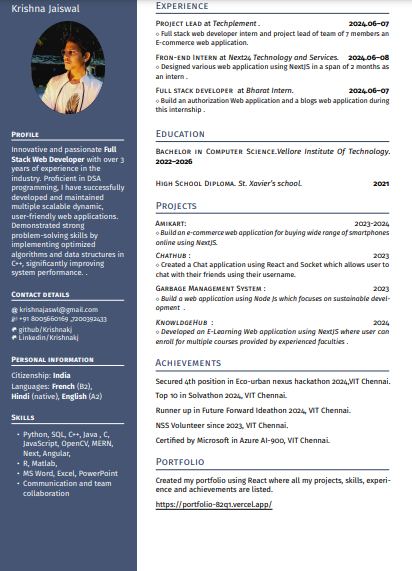 Krishna Jaiswal
PROFILE
Innovative and passionate Full
Stack Web Developer with over 3
years of experience in the
industry. Proficient in DSA
programming, I have successfully
developed and maintained
multiple scalable dynamic,
user-friendly web applications.
Demonstrated strong
problem-solving skills by
implementing optimized
algorithms and data structures in
C++, significantly improving
system performance. .
CONTACT DETAILS
@ krishnajaswl@gmail.com
+91 8005660169 ,7200392433
github/Krishnakj
Linkedin/Krishnakj
PERSONAL INFORMATION
Citizenship: India
Languages: French (B2),
Hindi (native), English (A2)
SKILLS
• Python, SQL, C++, Java , C,
JavaScript, OpenCV, MERN,
Next, Angular,
• R, Matlab,
• MS Word, Excel, PowerPoint
• Communication and team
collaboration
EXPERIENCE
PROJECT LEAD at Techplement . 2024.06–07
◦ Full stack web developer intern and project lead of team of 7 members an
E-commerce web application.
FRON-END INTERN at Next24 Technology and Services. 2024.06–08
◦ Designed various web application using NextJS in a span of 2 months as
an intern .
FULL STACK DEVELOPER at Bharat Intern. 2024.06–07
◦ Build an authorization Web application and a blogs web application during
this internship .
EDUCATION
BACHELOR IN COMPUTER SCIENCE.Vellore Institute Of Technology.
2022–2026
HIGH SCHOOL DIPLOMA. St. Xavier's school. 2021
PROJECTS
AMIKART: 2023-2024
◦ Build an e-commerce web application for buying wide range of smartphones
online using NextJS.
CHATHUB : 2023
◦ Created a Chat application using React and Socket which allows user to
chat with their friends using their username.
GARBAGE MANAGEMENT SYSTEM : 2023
◦ Build a web application using Node Js which focuses on sustainable devel-
opment .
KNOWLDGEHUB : 2024
◦ Developed an E-Learning Web application using NextJS where user can
enroll for multiple courses provided by experienced faculties .
ACHIEVEMENTS
Secured 4th position in Eco-urban nexus hackathon 2024,VIT Chennai.
Top 10 in Solvathon 2024, VIT Chennai.
Runner up in Future Forward Ideathon 2024, VIT Chennai.
NSS Volunteer since 2023, VIT Chennai.
Certified by Microsoft in Azure AI-900, VIT Chennai.
PORTFOLIO
Created my portfolio using React where all my projects, skills, experi-
ence and achievements are listed.
https://portfolio-82q1.vercel.app/